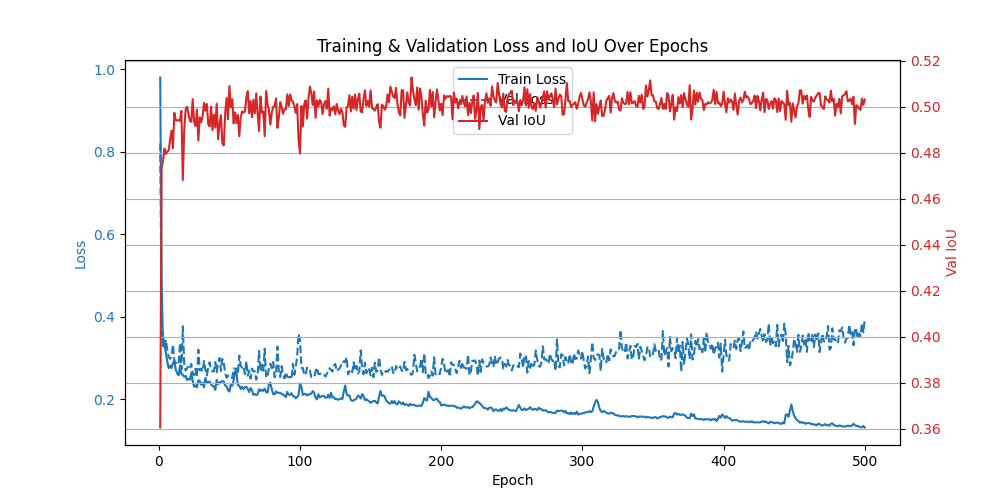 Training & Validation Loss and IoU Over Epochs
1.0
0.8
0.6
0.4
0.2
Loss
Train Loss
Val Loss
Val IoU
0.52
0.50
0.48
0.46
0.44
0.42
0.40
0.38
0.36
Val IoU
0
100
200
300
400
500
Epoch